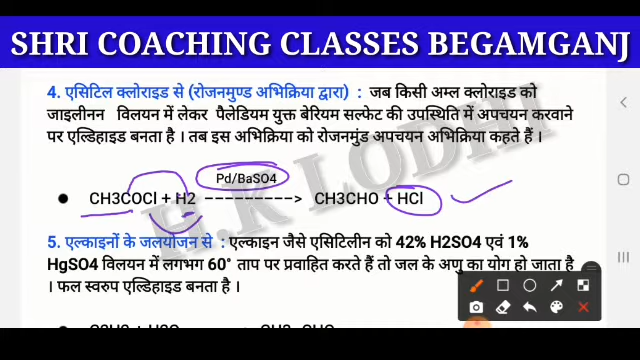 SHRI COACHING CLASSES BEGAMGANJ
4. एसिटिल क्लोराइड से (रोजनमुण्ड अभिक्रिया द्वारा) : जब किसी अम्ल क्लोराइड को
जाइलीनन विलयन में लेकर पैलेडियम युक्त बेरियम सल्फेट की उपस्थिति में अपचयन करवाने
पर एल्डिहाइड बनता है। तब इस अभिक्रिया को रोजनमुंड अपचयन अभिक्रिया कहते हैं ।
H.K LODHI
Pd/BaSO4
● CH3COCl + H2 ----------> CH3CHO + HCl
5. एल्काइनों के जलयोजन से : एल्काइन जैसे एसिटिलीन को 42% H2SO4 एवं 1%
HgSO4 विलयन में लगभग 60° ताप पर प्रवाहित करते हैं तो जल के अणु का योग हो जाता है
। फल स्वरुप एल्डिहाइड बनता है ।